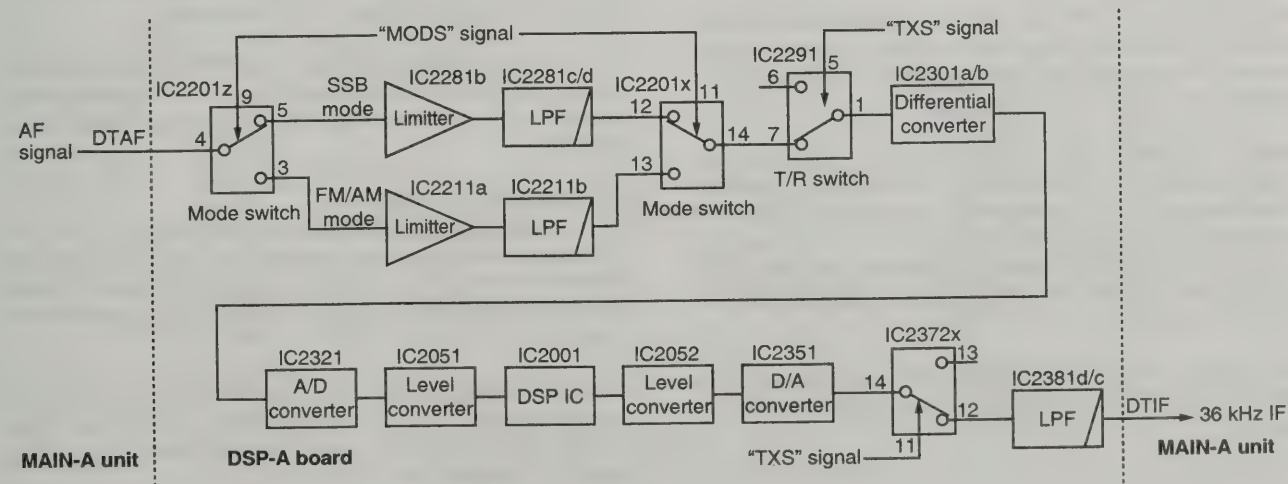 "MODS" signal
"TXS" signal
IC2201z
9
5
SSB
mode
IC2281b
Limitter
IC2281c/d
LPF
IC2201x
11
12
14
13
Mode switch
IC2291
5
6
1
7
T/R switch
IC2301a/b
Differential
converter
AF
signal
DTAF
4
3
Mode switch
FM/AM
mode
IC2211a
Limitter
IC2211b
LPF
IC2321
A/D
converter
IC2051
Level
converter
IC2001
DSP IC
IC2052
Level
converter
IC2351
D/A
converter
IC2372x
13
14
12
11
"TXS" signal
IC2381d/c
LPF
DTIF
36 kHz IF
MAIN-A unit
DSP-A board
MAIN-A unit